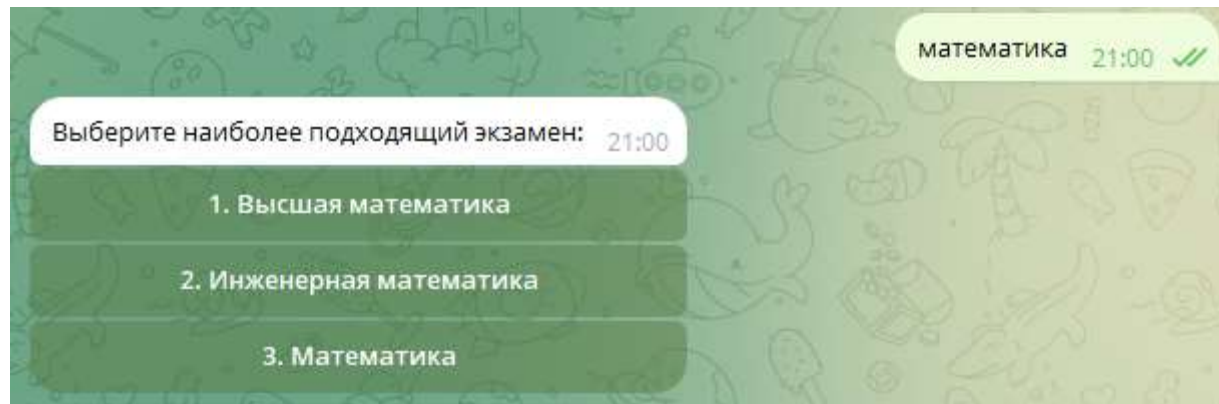 математика 21:00
Выберите наиболее подходящий экзамен: 21:00
1. Высшая математика
2. Инженерная математика
3. Математика